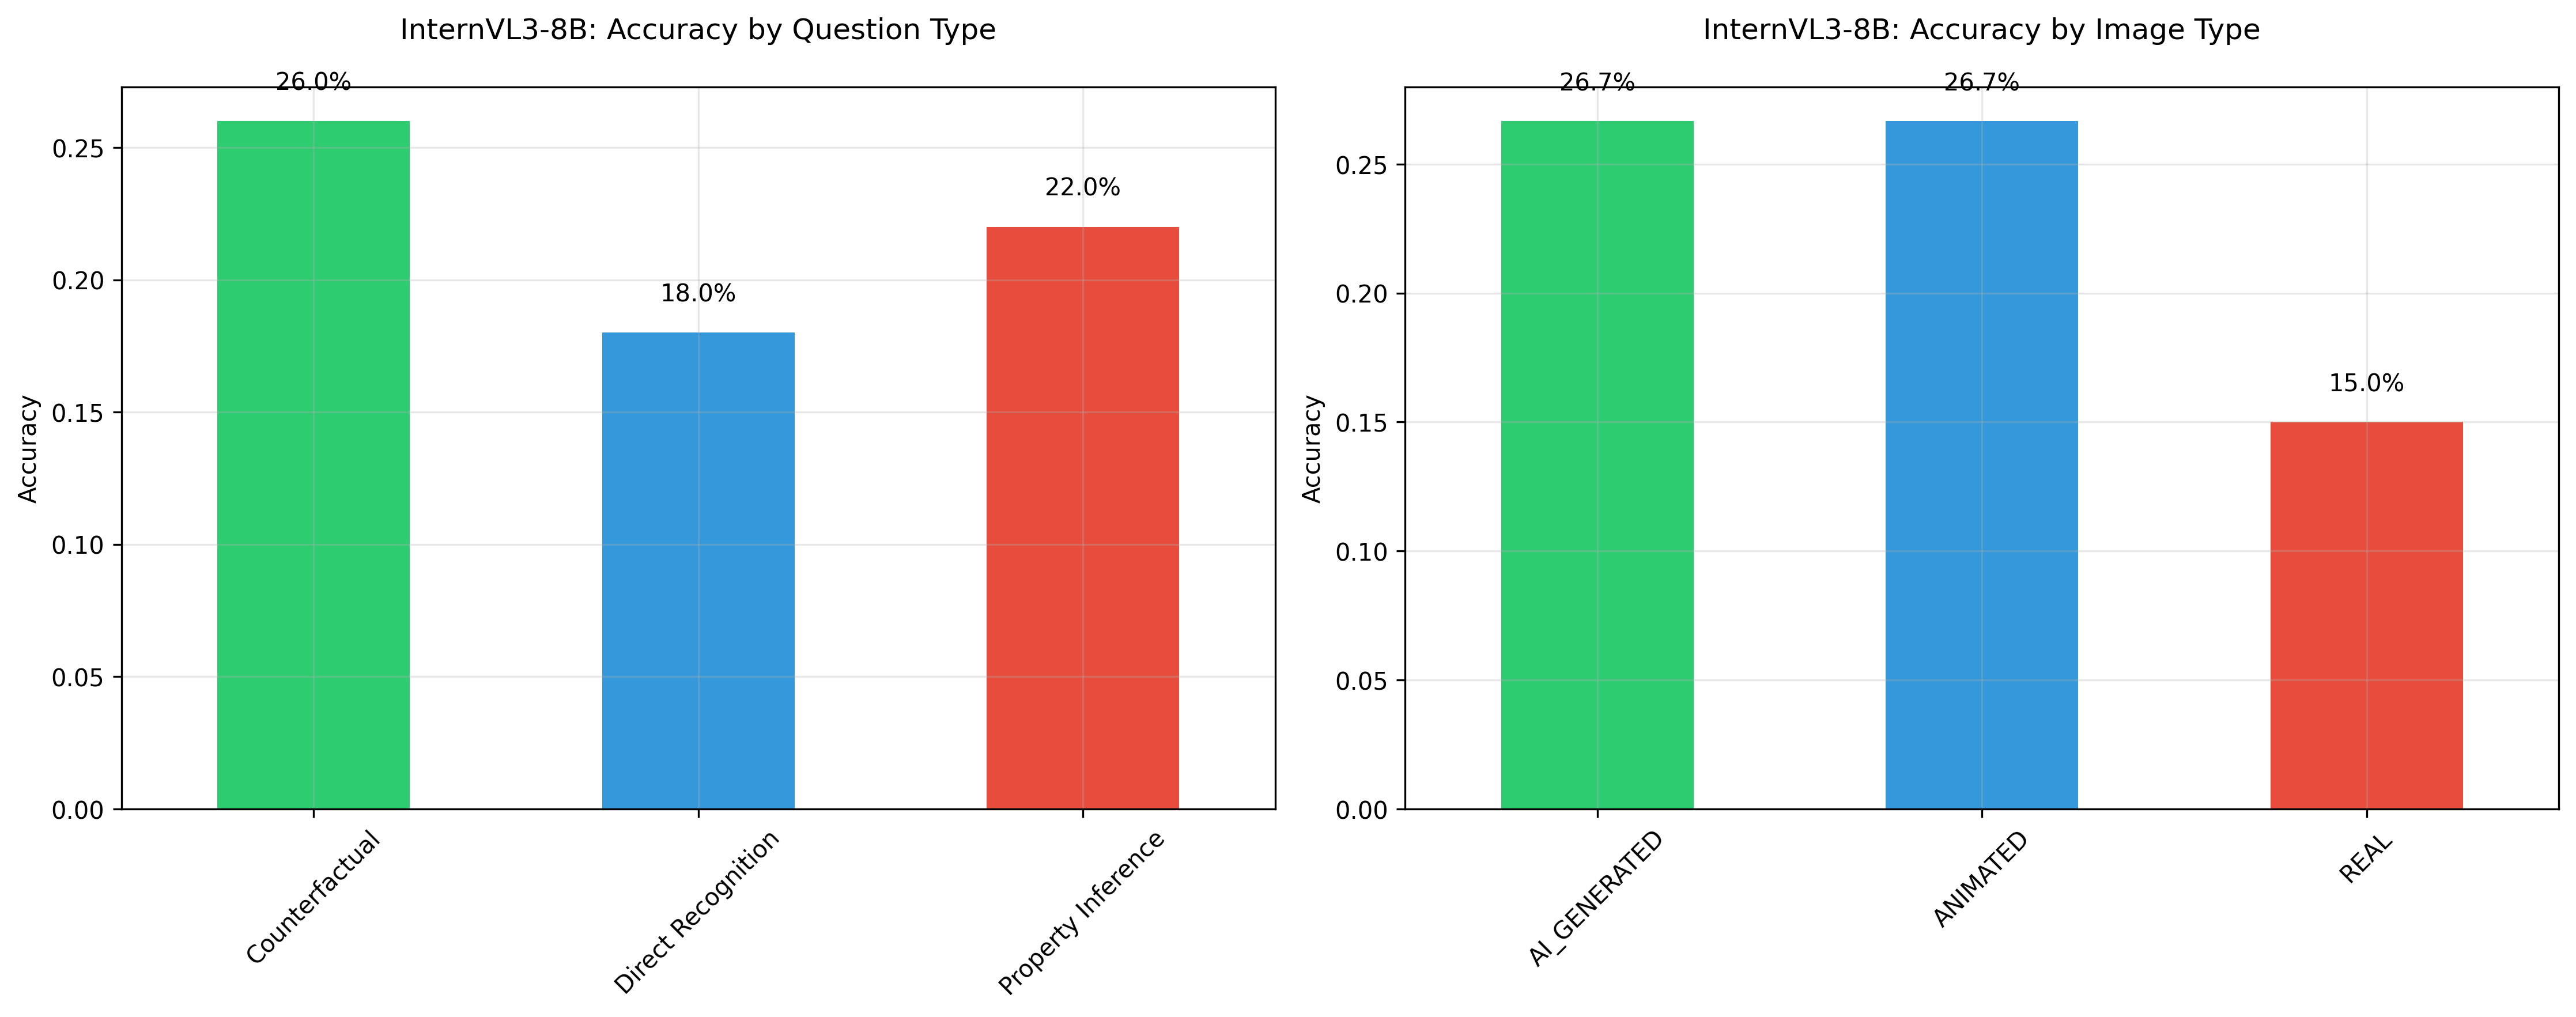 InternVL3-8B: Accuracy by Question Type
26.0%
18.0%
22.0%
0.25
0.20
0.15
0.10
0.05
0.00
Accuracy
Counterfactual
Direct Recognition
Property Inference
InternVL3-8B: Accuracy by Image Type
26.7%
26.7%
15.0%
0.25
0.20
0.15
0.10
0.05
0.00
Accuracy
AI_GENERATED
ANIMATED
REAL